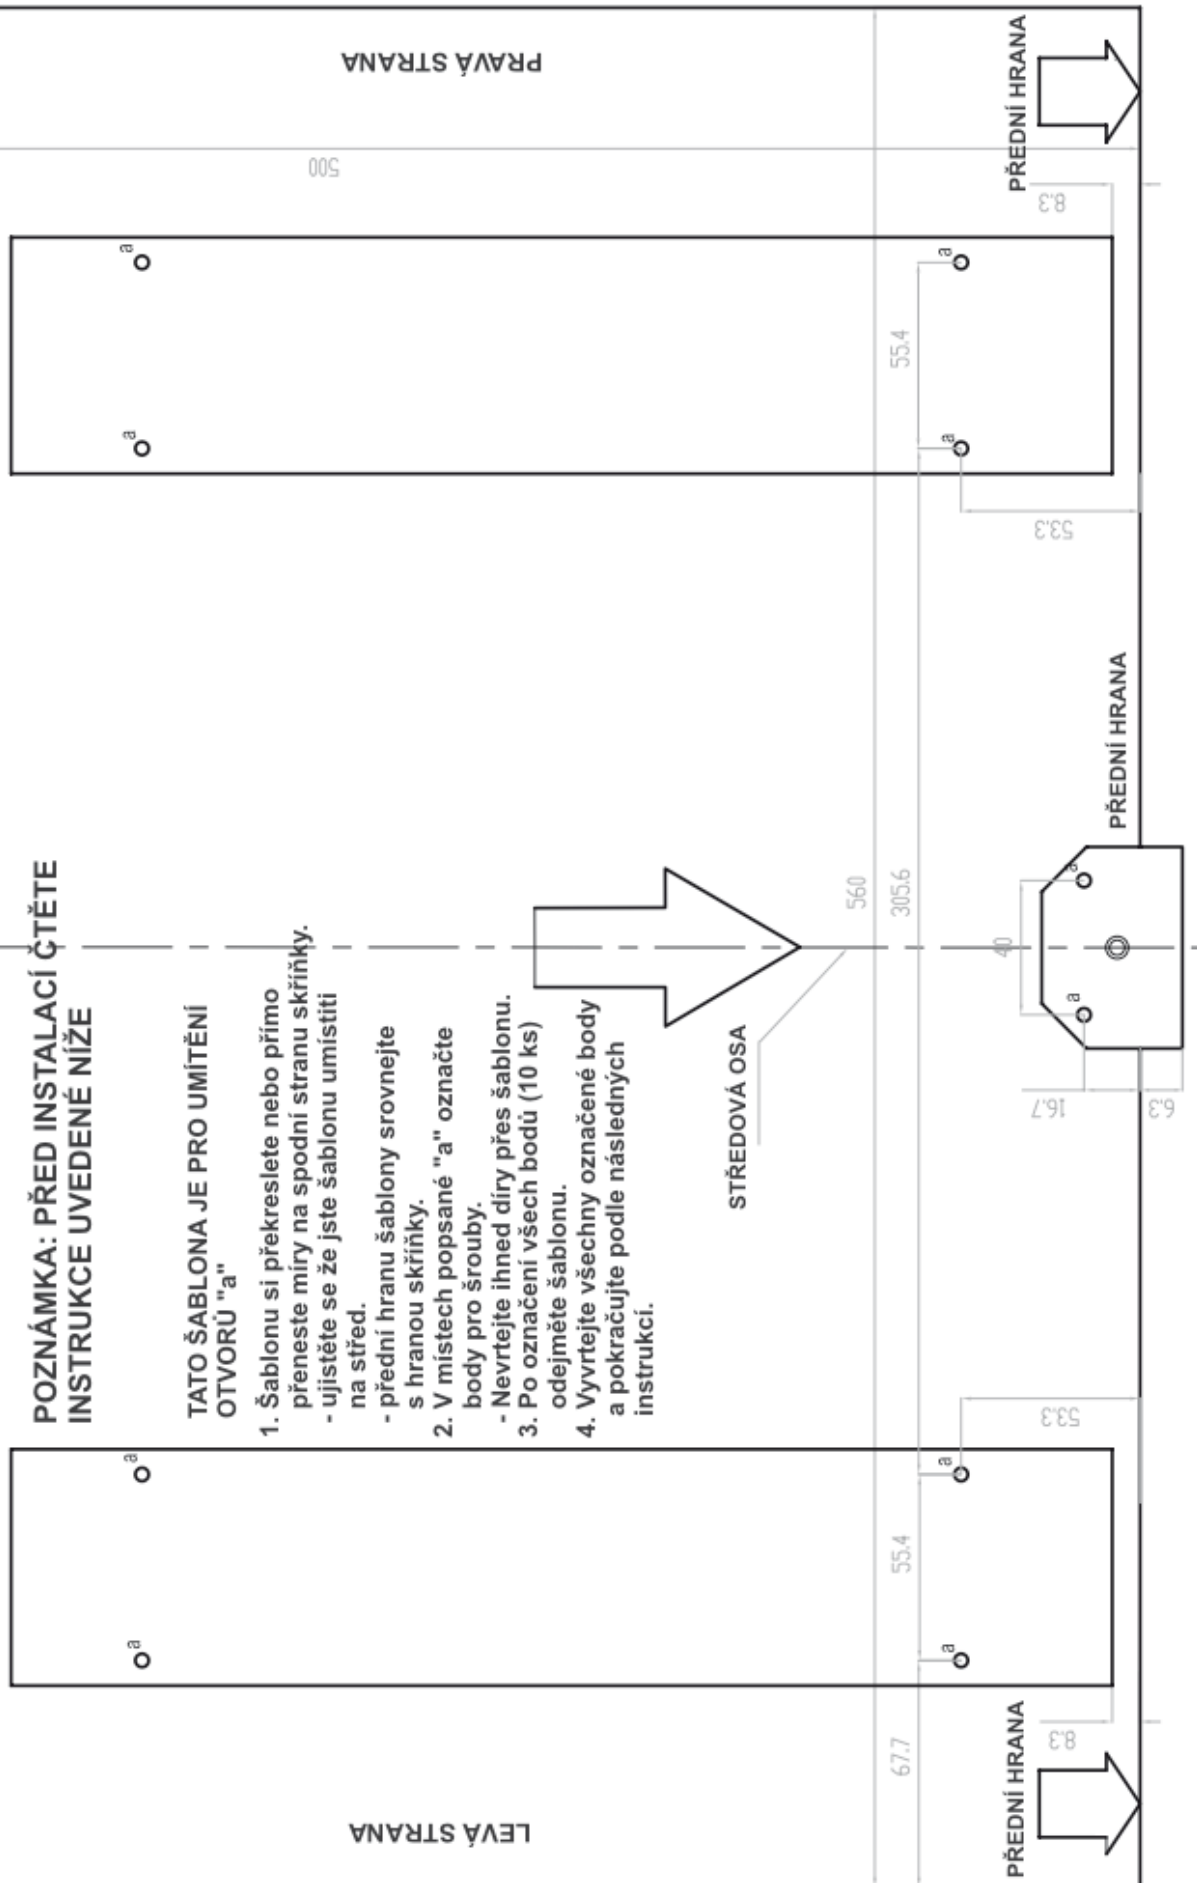 POZNÁMKA: PŘED INSTALACÍ ČTĚTE
INSTRUKCE UVEDENÉ NÍŽE
TATO ŠABLONA JE PRO UMÍTĚNÍ
OTVORŮ "a"
1. Šablonu si překreslete nebo přímo
přeneste míry na spodní stranu skříňky.
- ujistěte se že jste šablonu umístiti
na střed.
- přední hranu šablony srovnejte
s hranou skříňky.
2. V místech popsané "a" označte
body pro šrouby.
- Nevrtejte ihned díry přes šablonu.
3. Po označení všech bodů (10 ks)
odejměte šablonu.
4. Vyvrtejte všechny označené body
a pokračujte podle následných
instrukcí.
STŘEDOVÁ OSA
LEVÁ STRANA
PRAVÁ STRANA
PŘEDNÍ HRANA
PŘEDNÍ HRANA
PŘEDNÍ HRANA
a
a
a
a
a
a
a
a
a
a
500
560
305.6
67.7
55.4
55.4
53.3
53.3
8.3
8.3
40
16.7
6.3